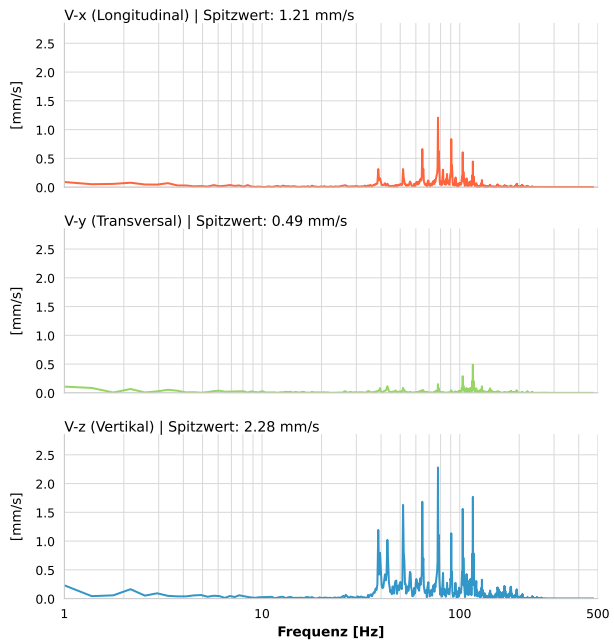 V-x (Longitudinal) | Spitzwert: 1.21 mm/s
2.5
2.0
1.5
1.0
0.5
0.0
[mm/s]
V-y (Transversal) | Spitzwert: 0.49 mm/s
2.5
2.0
1.5
1.0
0.5
0.0
[mm/s]
V-z (Vertikal) | Spitzwert: 2.28 mm/s
2.5
2.0
1.5
1.0
0.5
0.0
[mm/s]
1 10 100 500
Frequenz [Hz]